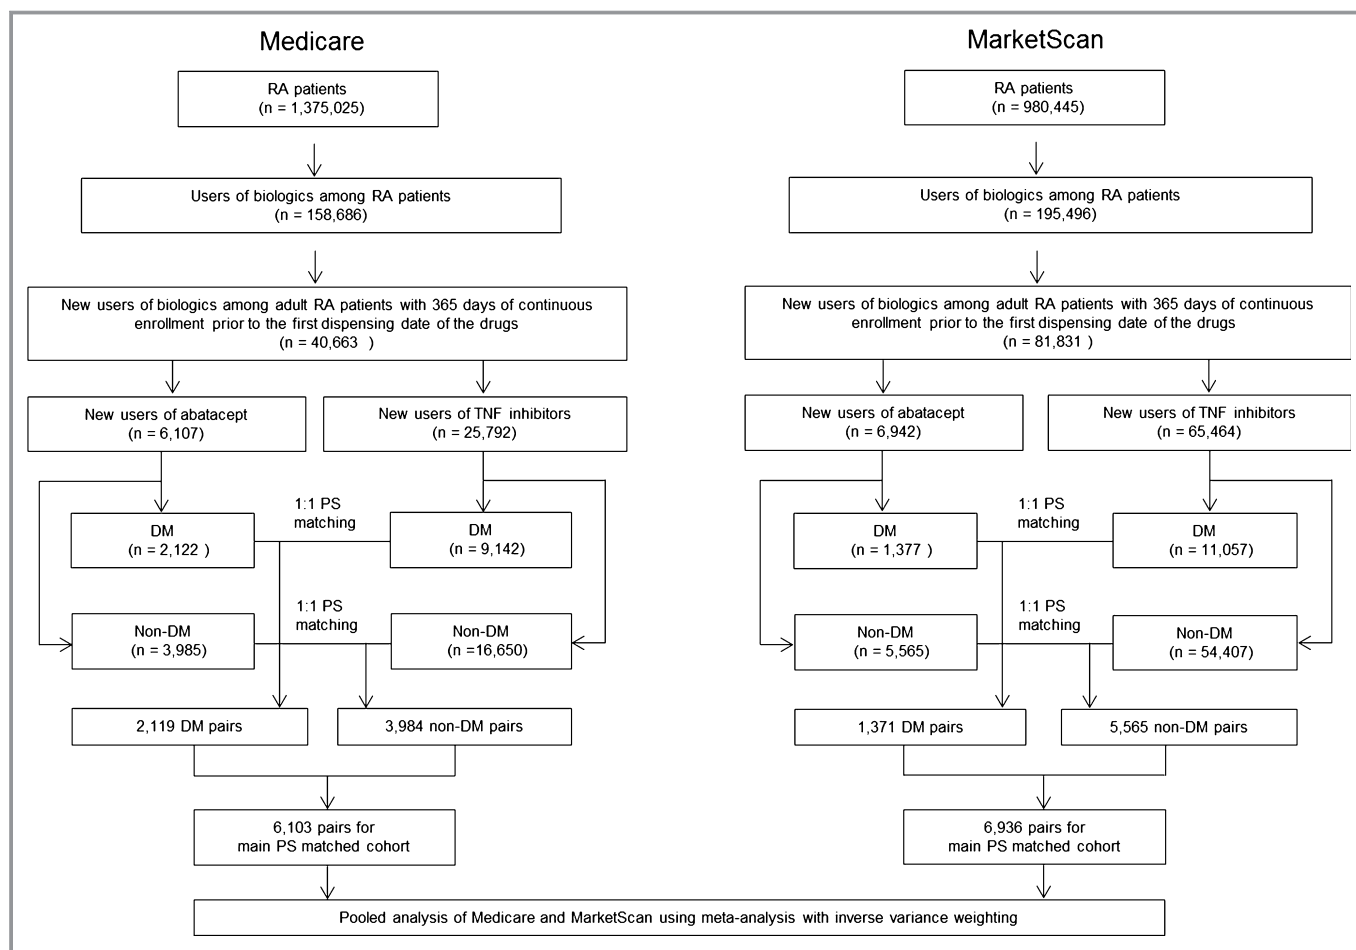 Medicare
RA patients
(n = 1,375,025)
Users of biologics among RA patients
(n = 158,686)
New users of biologics among adult RA patients with 365 days of continuous
enrollment prior to the first dispensing date of the drugs
(n = 40,663 )
New users of abatacept
(n = 6,107)
New users of TNF inhibitors
(n = 25,792)
DM
(n = 2,122 )
1:1 PS
matching
DM
(n = 9,142)
Non-DM
(n = 3,985)
1:1 PS
matching
Non-DM
(n =16,650)
2,119 DM pairs
3,984 non-DM pairs
6,103 pairs for
main PS matched cohort
MarketScan
RA patients
(n = 980,445)
Users of biologics among RA patients
(n = 195,496)
New users of biologics among adult RA patients with 365 days of continuous
enrollment prior to the first dispensing date of the drugs
(n = 81,831 )
New users of abatacept
(n = 6,942)
New users of TNF inhibitors
(n = 65,464)
DM
(n = 1,377 )
1:1 PS
matching
DM
(n = 11,057)
Non-DM
(n = 5,565)
1:1 PS
matching
Non-DM
(n = 54,407)
1,371 DM pairs
5,565 non-DM pairs
6,936 pairs for
main PS matched cohort
Pooled analysis of Medicare and MarketScan using meta-analysis with inverse variance weighting